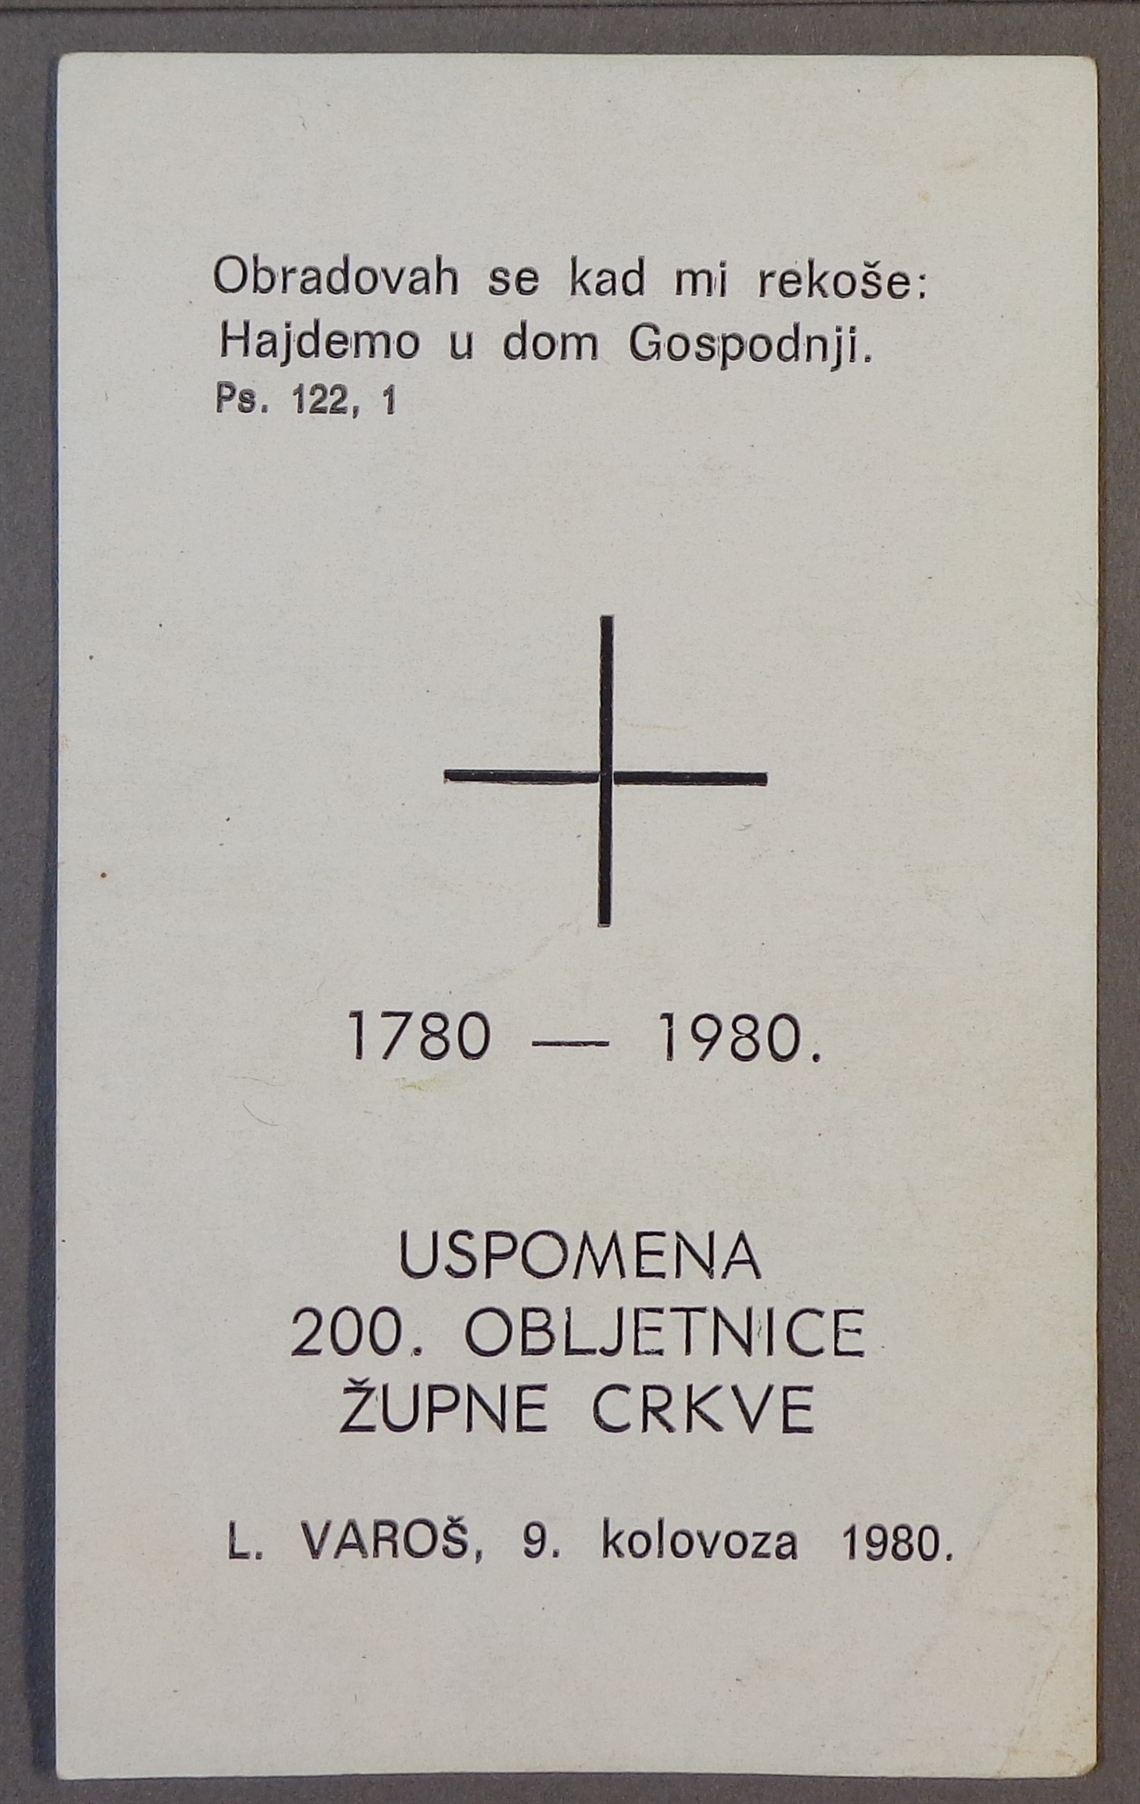 Obradovah se kad mi rekoše:
Hajdemo u dom Gospodnji.
Ps. 122, 1
1780 — 1980.
USPOMENA
200. OBLJETNICE
ŽUPNE CRKVE
L. VAROŠ, 9. kolovoza 1980.